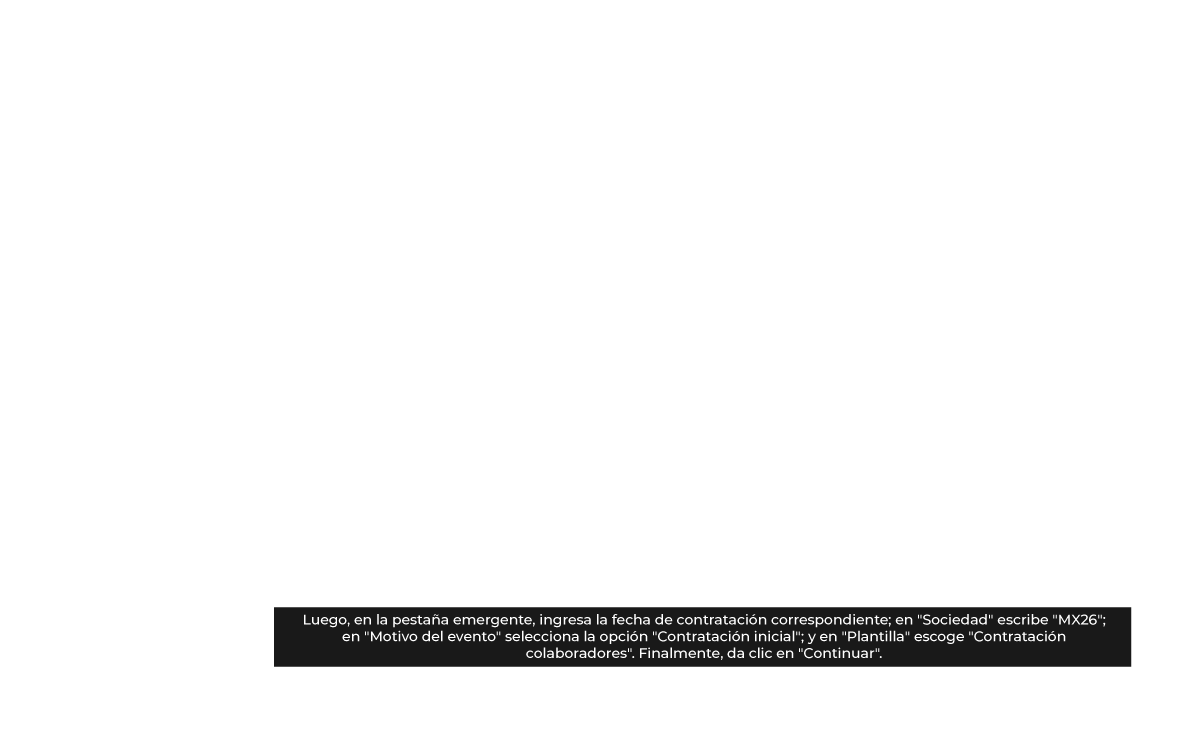 Luego, en la pestaña emergente, ingresa la fecha de contratación correspondiente; en "Sociedad" escribe "MX26";
en "Motivo del evento" selecciona la opción "Contratación inicial"; y en "Plantilla" escoge "Contratación
colaboradores". Finalmente, da clic en "Continuar".